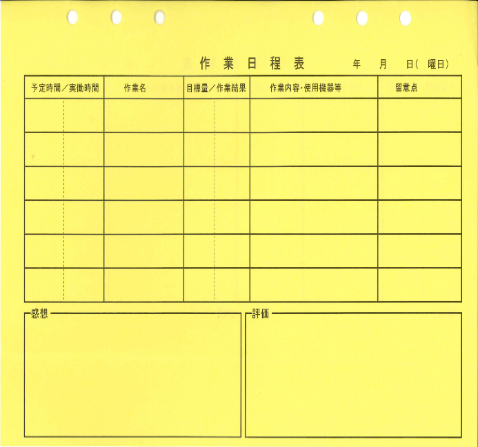 作業日程表 年 月 日( 曜日)
予定時間/実働時間 作業名 目標量/作業結果 作業内容・使用機器等 留意点
感想 評価